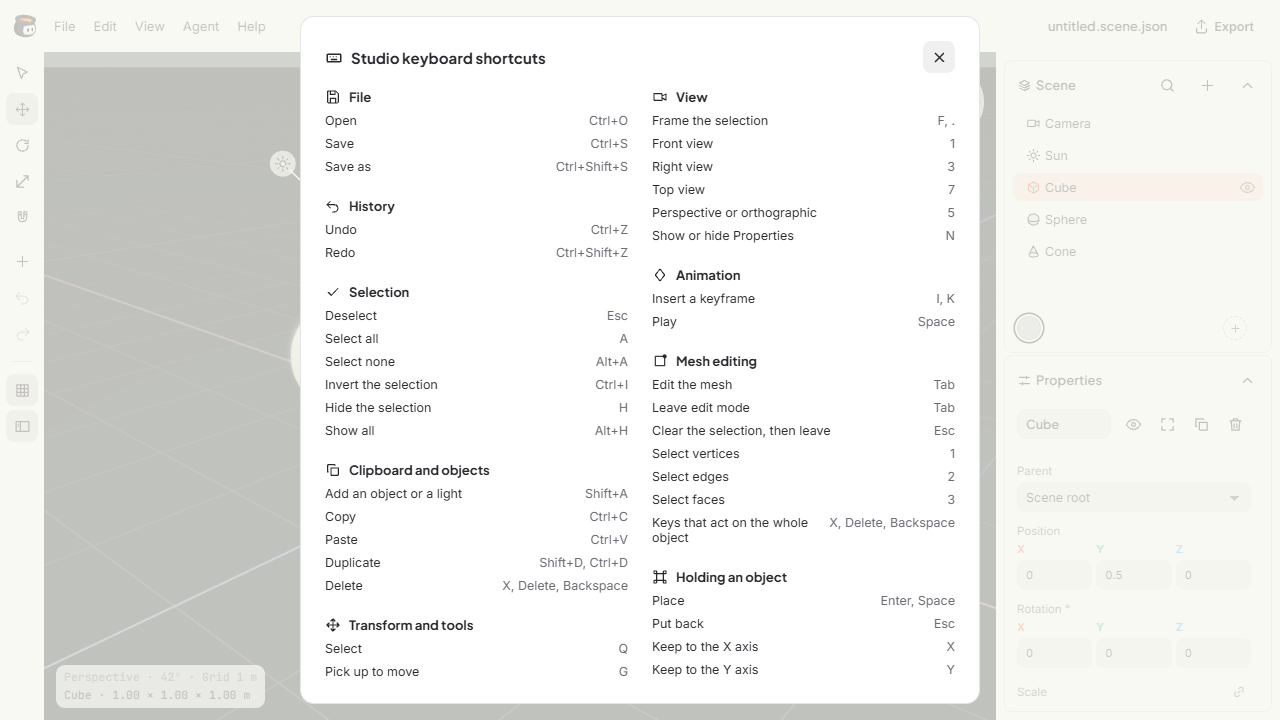 File Edit View Agent Help
untitled.scene.json Export
Studio keyboard shortcuts
File
Open Ctrl+O
Save Ctrl+S
Save as Ctrl+Shift+S
History
Undo Ctrl+Z
Redo Ctrl+Shift+Z
Selection
Deselect Esc
Select all A
Select none Alt+A
Invert the selection Ctrl+I
Hide the selection H
Show all Alt+H
Clipboard and objects
Add an object or a light Shift+A
Copy Ctrl+C
Paste Ctrl+V
Duplicate Shift+D, Ctrl+D
Delete X, Delete, Backspace
Transform and tools
Select Q
Pick up to move G
View
Frame the selection F, .
Front view 1
Right view 3
Top view 7
Perspective or orthographic 5
Show or hide Properties N
Animation
Insert a keyframe I, K
Play Space
Mesh editing
Edit the mesh Tab
Leave edit mode Tab
Clear the selection, then leave Esc
Select vertices 1
Select edges 2
Select faces 3
Keys that act on the whole X, Delete, Backspace
object
Holding an object
Place Enter, Space
Put back Esc
Keep to the X axis X
Keep to the Y axis Y
Scene
Camera
Sun
Cube
Sphere
Cone
Properties
Cube
Parent
Scene root
Position
X Y Z
0 0.5 0
Rotation *
X Y Z
0 0 0
Scale
Perspective · 42° · Grid 1 m
Cube · 1.00 × 1.00 × 1.00 m